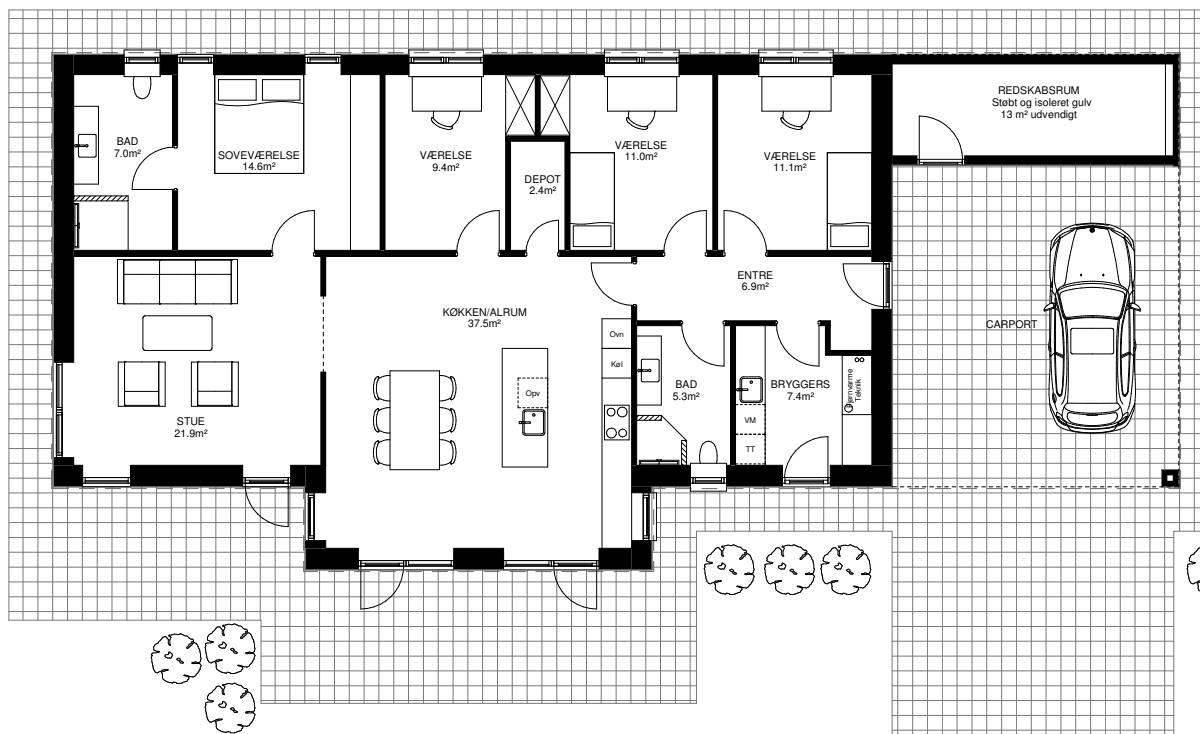 REDSKABSRUM
Støbt og isoleret gulv
13 m² udvendigt
BAD
7.0m²
SOVEVÆRELSE
14.6m²
VÆRELSE
9.4m²
DEPOT
2.4m²
VÆRELSE
11.0m²
VÆRELSE
11.1m²
ENTRE
6.9m²
KØKKEN/ALRUM
37.5m²
CARPORT
Ovn
Køl
Opv
STUE
21.9m²
BAD
5.3m²
BRYGGERS
7.4m²
VM
TT
Fjernvarme
Teknik